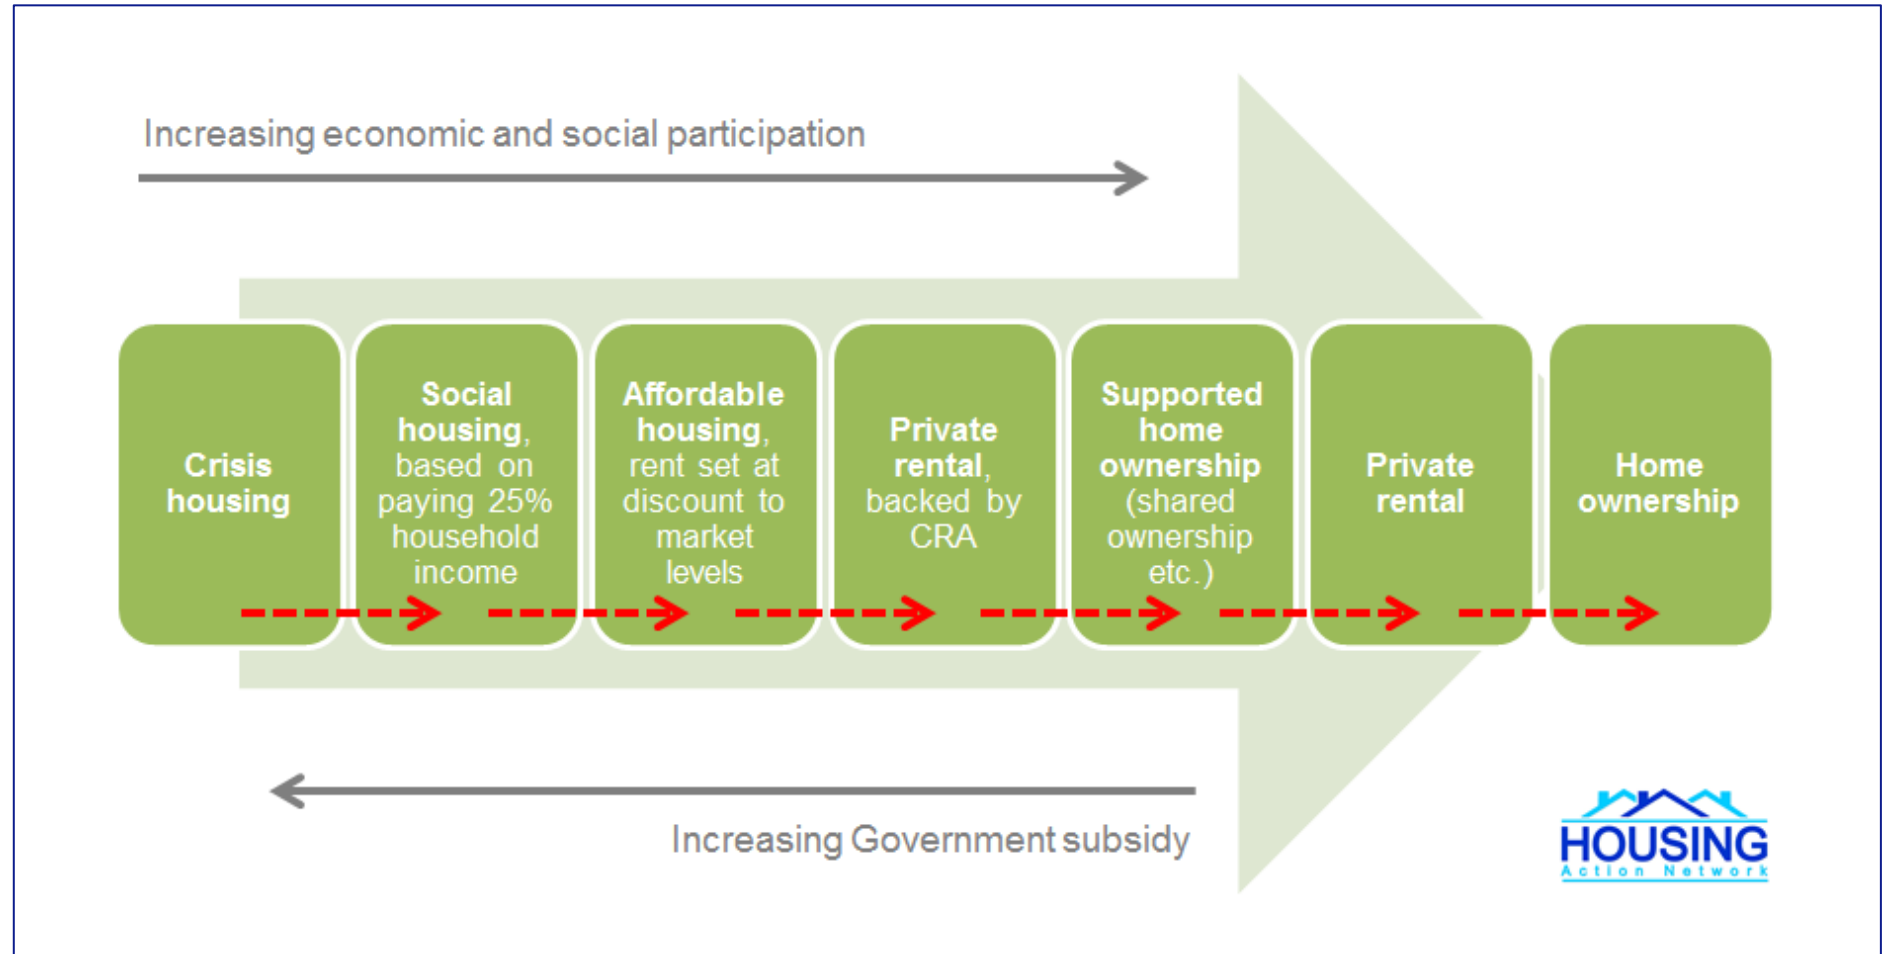 Increasing economic and social participation
Crisis
housing
Social
housing,
based on
paying 25%
household
income
Affordable
housing,
rent set at
discount to
market
levels
Private
rental,
backed by
CRA
Supported
home
ownership
(shared
ownership
etc.)
Private
rental
Home
ownership
Increasing Government subsidy
HOUSING
Action Network